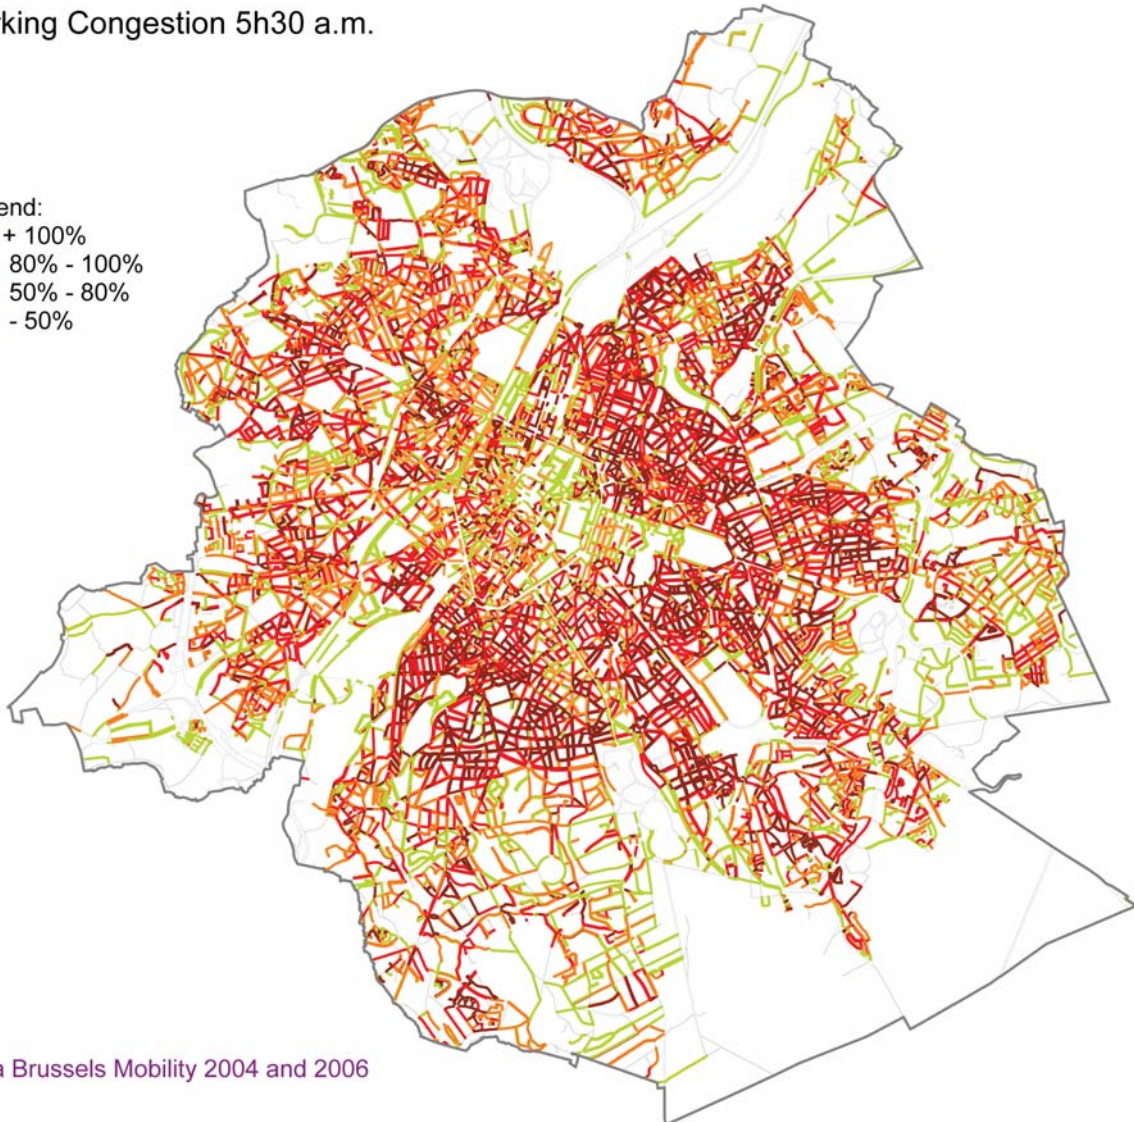 king Congestion 5h30 a.m.
end:
+ 100%
80% - 100%
50% - 80%
- 50%
a Brussels Mobility 2004 and 2006